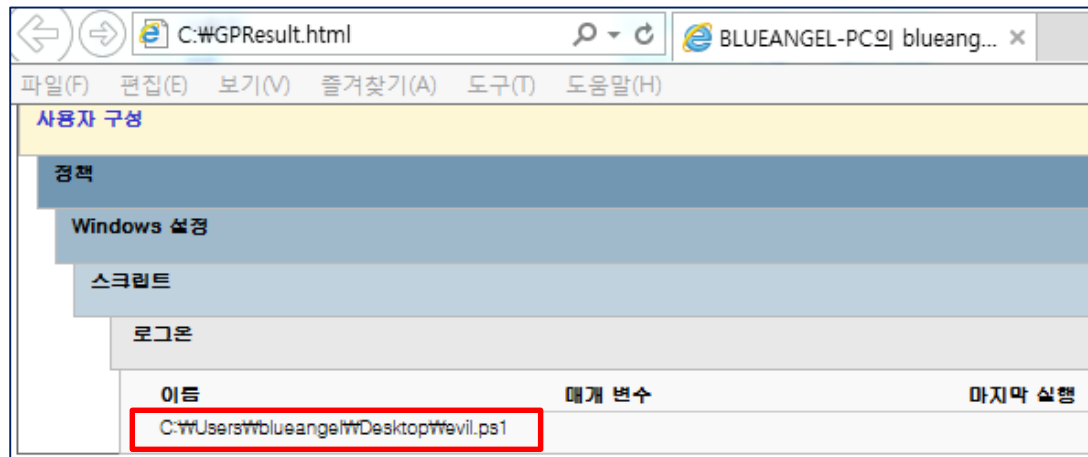 C:₩GPResult.html
BLUEANGEL-PC의 blueang...
파일(F) 편집(E) 보기(V) 즐겨찾기(A) 도구(T) 도움말(H)
사용자 구성
정책
Windows 설정
스크립트
로그온
이름 매개 변수 마지막 실행
C:₩Users₩blueangel₩Desktop₩evil.ps1